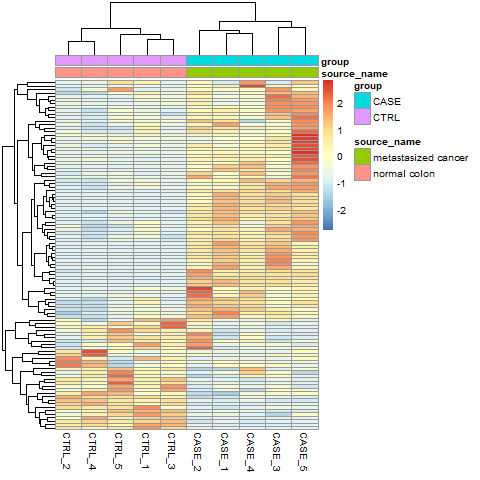 group
source_name
group
CASE
CTRL
source_name
metastasized cancer
normal colon
2
1
0
-1
-2
CTRL_2
CTRL_4
CTRL_5
CTRL_1
CTRL_3
CASE_2
CASE_1
CASE_4
CASE_3
CASE_5